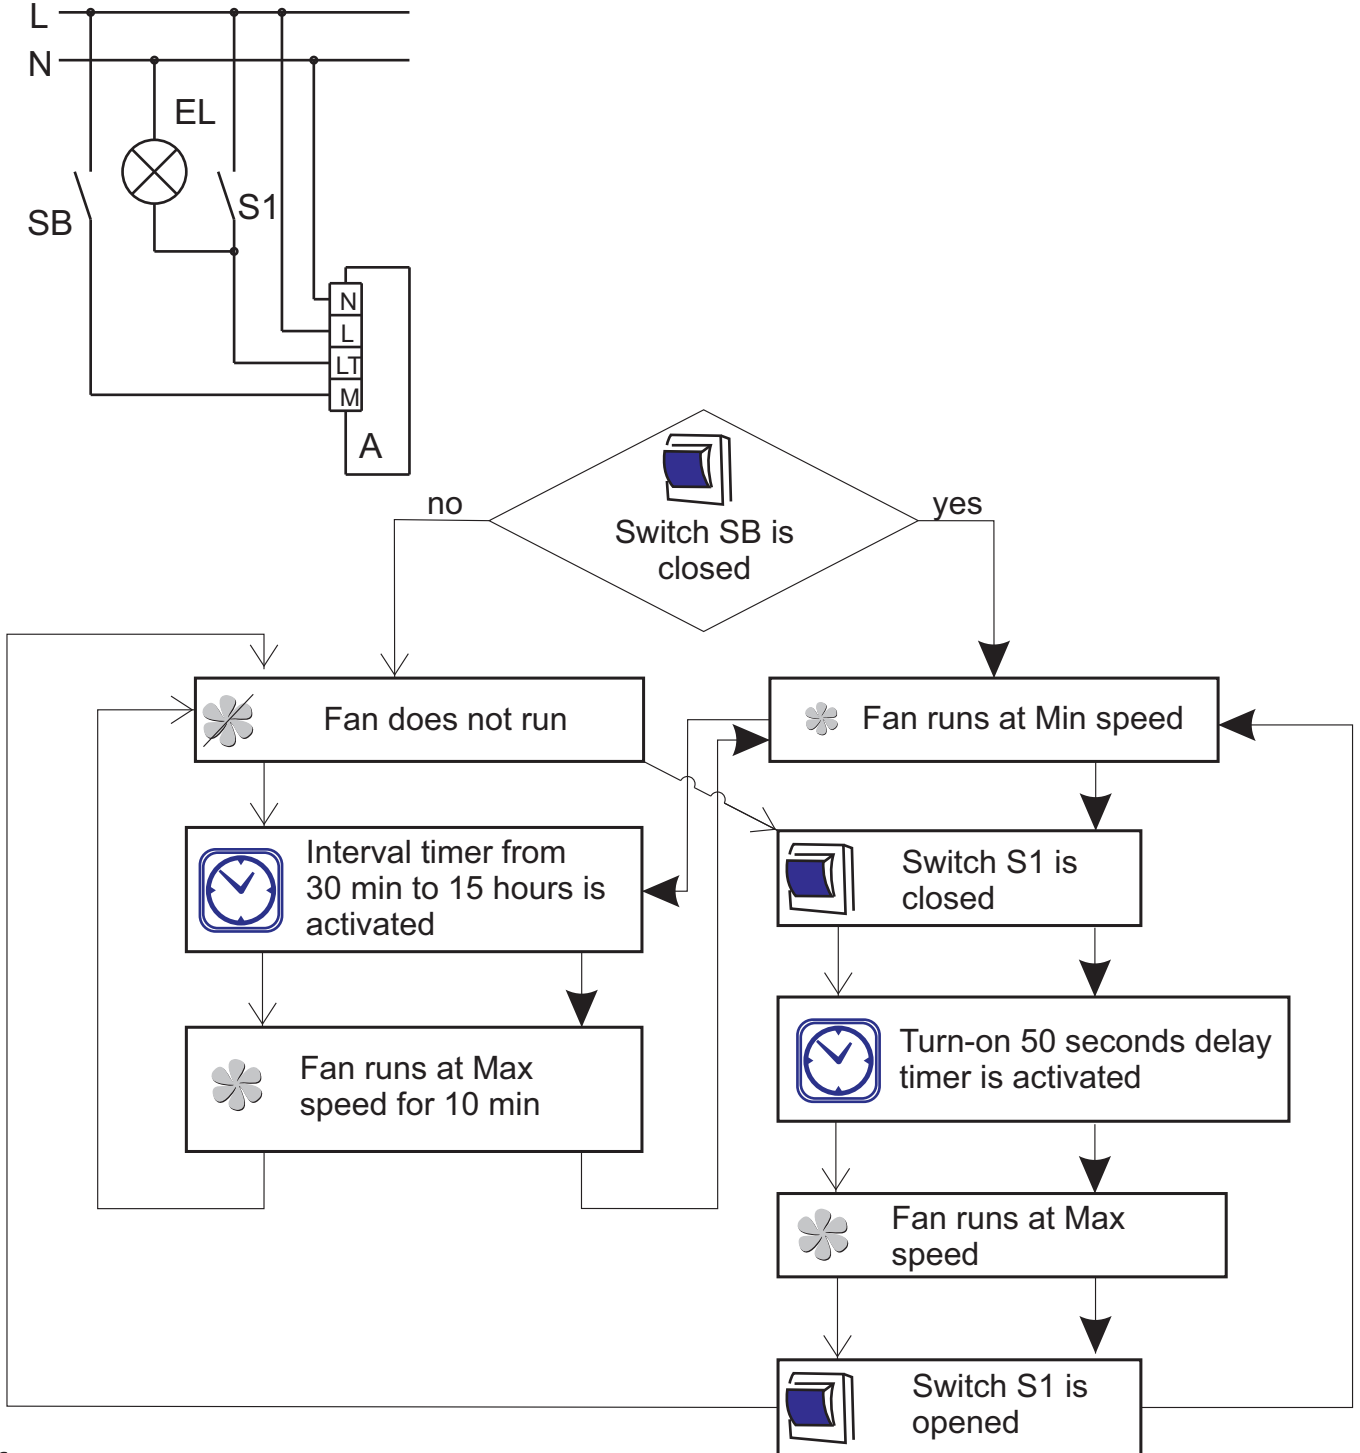 L
N
EL
SB
S1
N
L
LT
M
A
Switch SB is
closed
no
yes
Fan does not run
Fan runs at Min speed
Interval timer from
30 min to 15 hours is
activated
Switch S1 is
closed
Fan runs at Max
speed for 10 min
Turn-on 50 seconds delay
timer is activated
Fan runs at Max
speed
Switch S1 is
opened